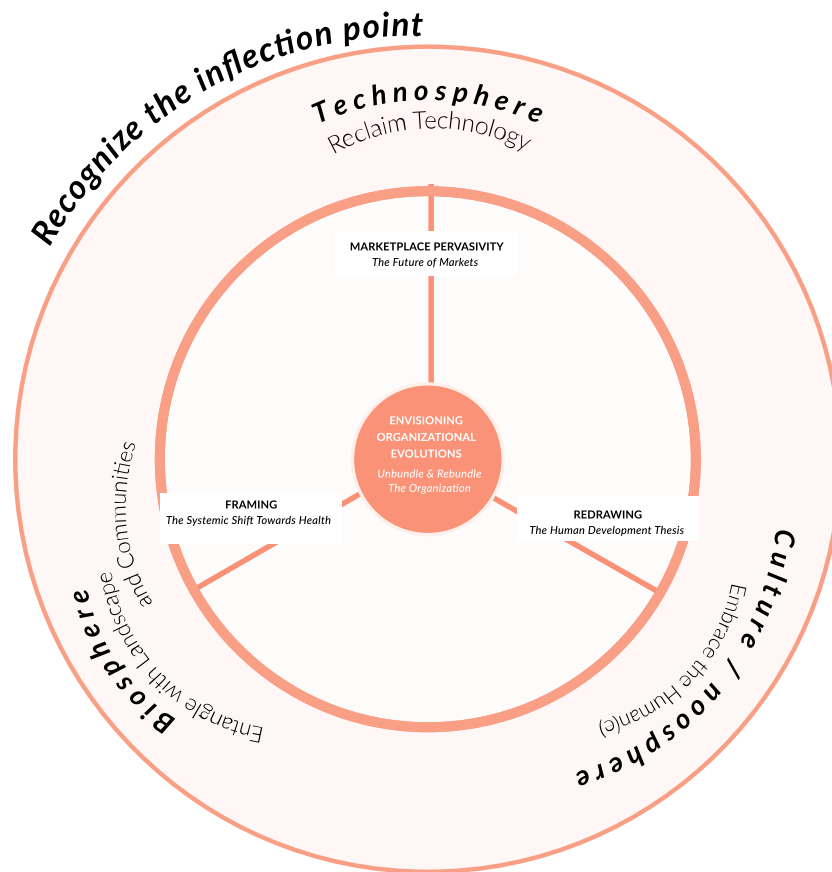 Recognize the inflection point
Technosphere
Reclaim Technology
MARKETPLACE PERVASIVITY
The Future of Markets
ENVISIONING
ORGANIZATIONAL
EVOLUTIONS
Unbundle & Rebundle
The Organization
FRAMING
The Systemic Shift Towards Health
REDRAWING
The Human Development Thesis
Biosphere
Entangle with Landscape
and Communities
Culture / noosphere
Embrace the Human(e)